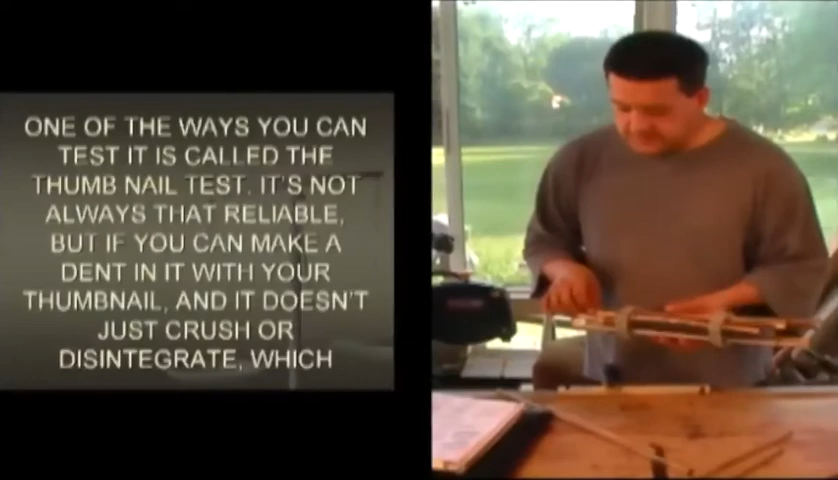 ONE OF THE WAYS YOU CAN
TEST IT IS CALLED THE
THUMB NAIL TEST. IT'S NOT
ALWAYS THAT RELIABLE,
BUT IF YOU CAN MAKE A
DENT IN IT WITH YOUR
THUMBNAIL, AND IT DOESN'T
JUST CRUSH OR
DISINTEGRATE, WHICH